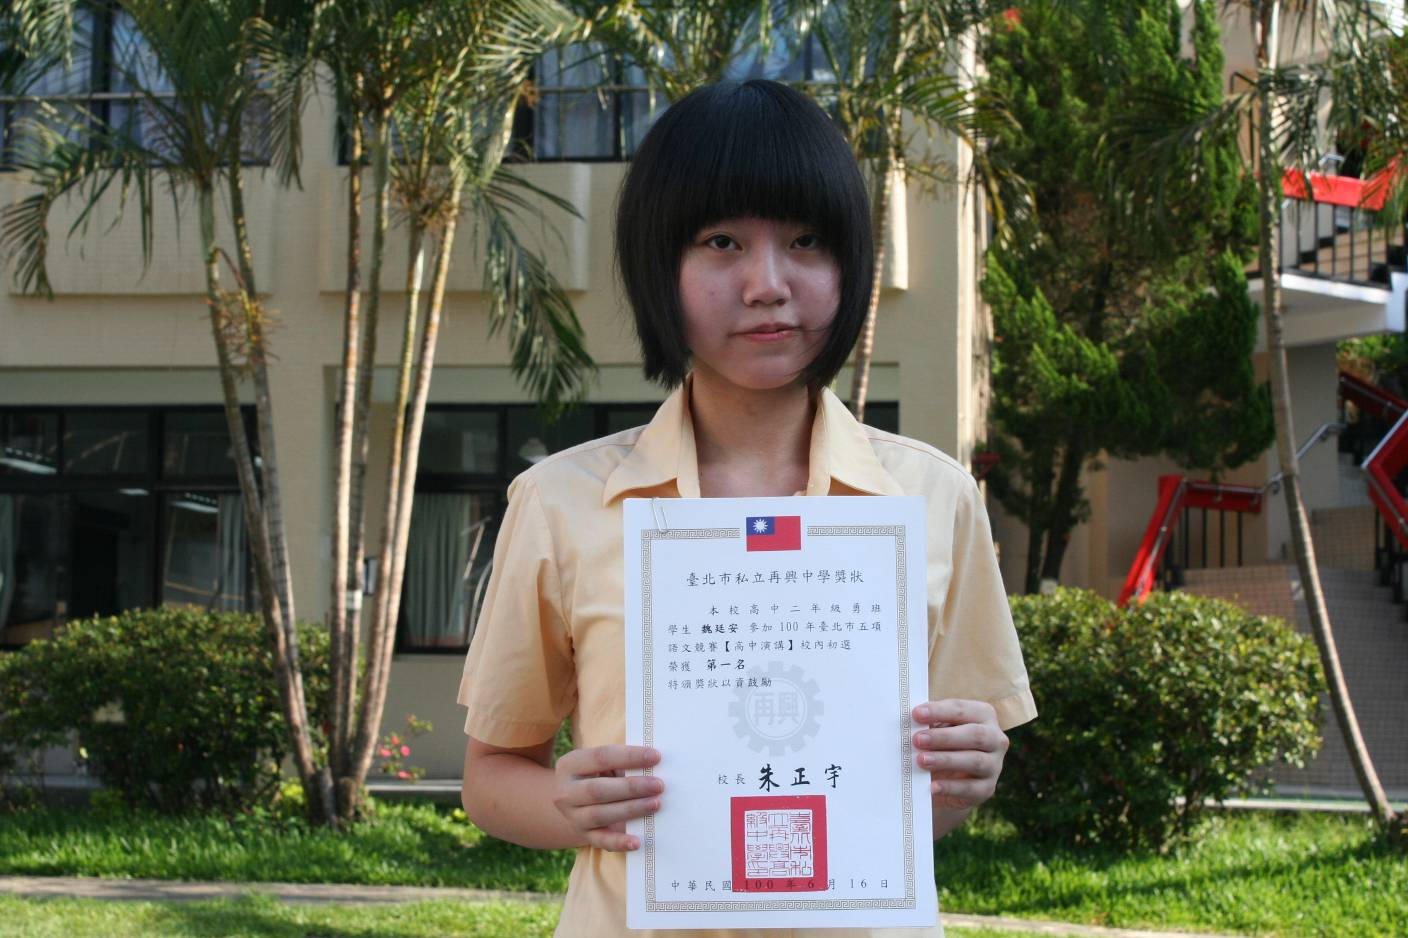 臺北市私立再興中學獎狀
本校高中二年級勇班
學生 魏廷安 參加100年臺北市五項
語文競賽【高中演講】校內初選
榮獲 第一名
特頒獎狀以資鼓勵
再興
校長 朱正宇
中華民國 100 年 6 月 16 日